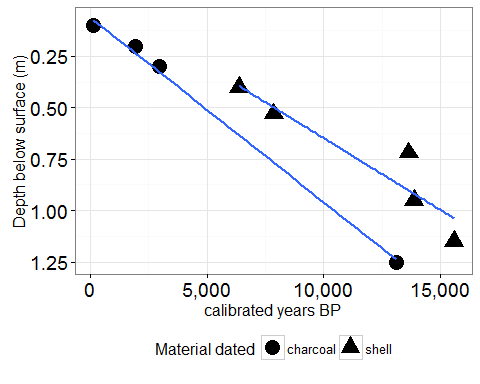 Depth below surface (m)
0.25
0.50
0.75
1.00
1.25
0 5,000 10,000 15,000
calibrated years BP
Material dated charcoal shell